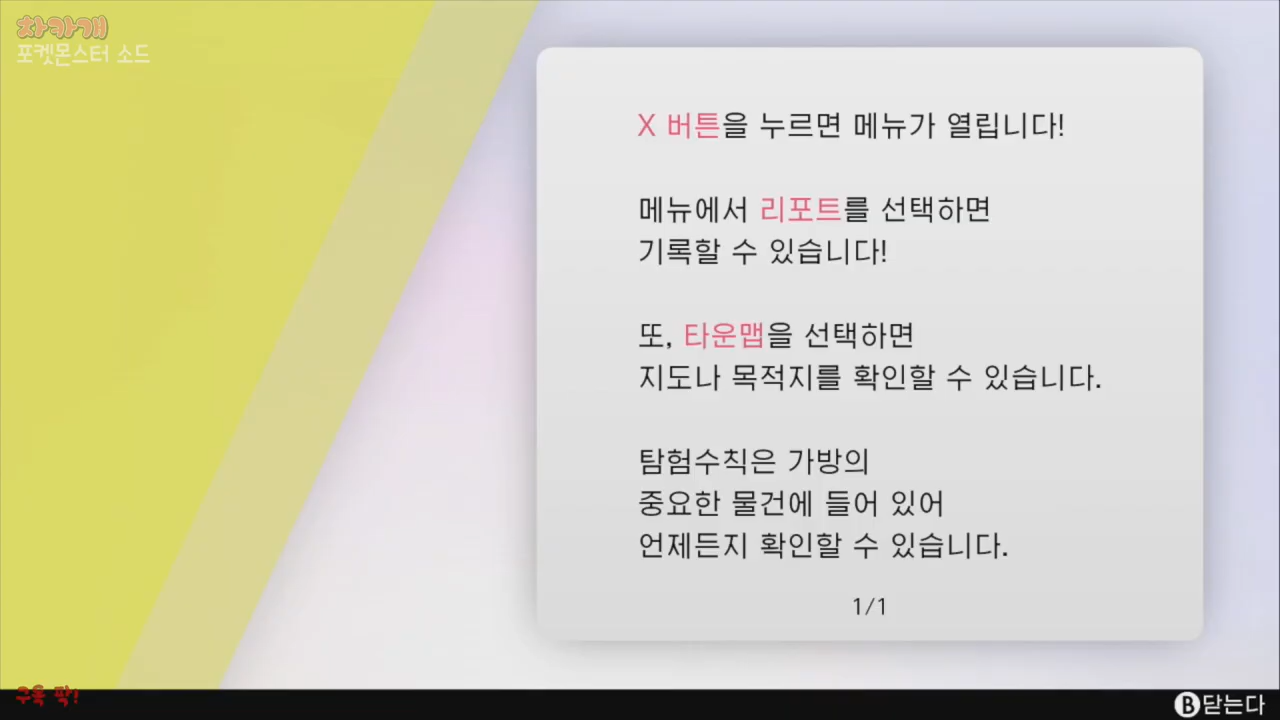 차카개
포켓몬스터 소드
X 버튼을 누르면 메뉴가 열립니다!
메뉴에서 리포트를 선택하면
기록할 수 있습니다!
또, 타운맵을 선택하면
지도나 목적지를 확인할 수 있습니다.
탐험수칙은 가방의
중요한 물건에 들어 있어
언제든지 확인할 수 있습니다.
1/1
구독 꽉!
B 닫는다